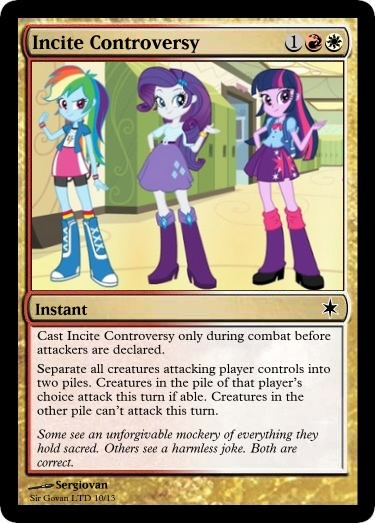 Incite Controversy 1
Instant
Cast Incite Controversy only during combat before
attackers are declared.
Separate all creatures attacking player controls into
two piles. Creatures in the pile of that player's
choice attack this turn if able. Creatures in the
other pile can't attack this turn.
Some see an unforgivable mockery of everything they
hold sacred. Others see a harmless joke. Both are
correct.
Sergiovan
Sir Govan LTD 10/13